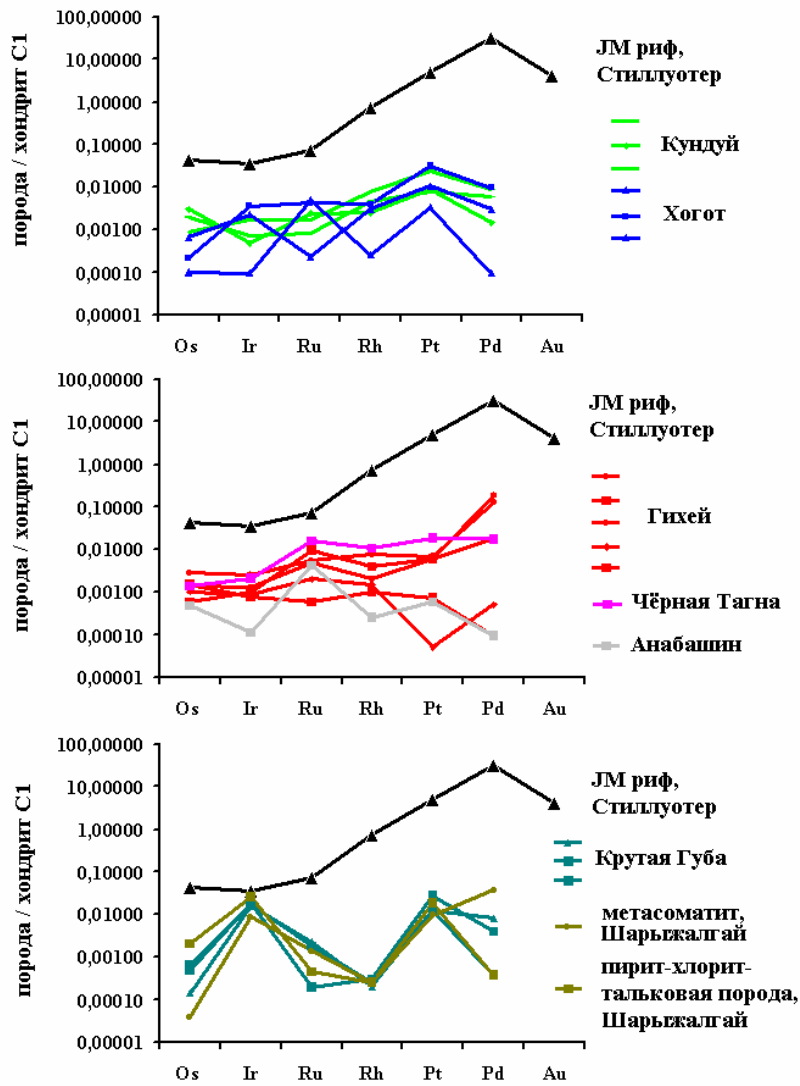 порода / хондрит С1
100,00000
10,00000
1,00000
0,10000
0,01000
0,00100
0,00010
0,00001
Os Ir Ru Rh Pt Pd Au
JM риф,
Стиллуотер
Кундуй
Хогот
порода / хондрит С1
100,00000
10,00000
1,00000
0,10000
0,01000
0,00100
0,00010
0,00001
Os Ir Ru Rh Pt Pd Au
JM риф,
Стиллуотер
Гихей
Чёрная Тагна
Анабашин
порода / хондрит С1
100,00000
10,00000
1,00000
0,10000
0,01000
0,00100
0,00010
0,00001
Os Ir Ru Rh Pt Pd Au
JM риф,
Стиллуотер
Крутая Губа
метасоматит,
Шарыжалгай
пирит-хлорит-
тальковая порода,
Шарыжалгай